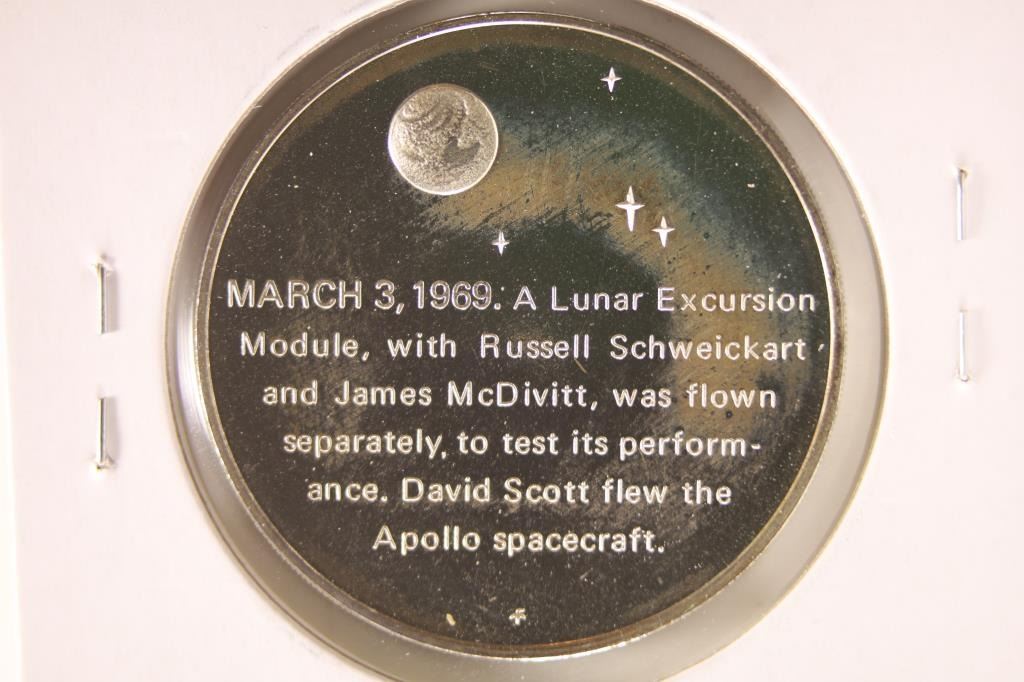 MARCH 3, 1969. A Lunar Excursion
Module, with Russell Schweickart
and James McDivitt, was flown
separately, to test its perform-
ance. David Scott flew the
Apollo spacecraft.